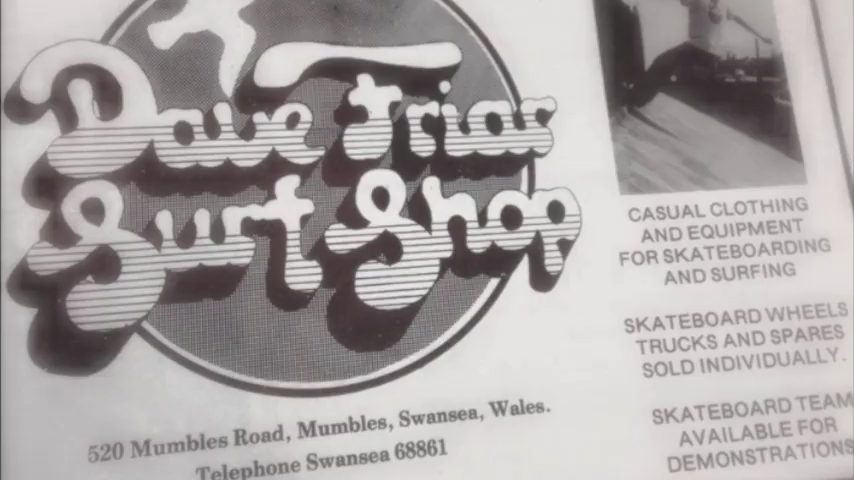 Dave Friar
Surf Shop
520 Mumbles Road, Mumbles, Swansea, Wales.
Telephone Swansea 68861
CASUAL CLOTHING
AND EQUIPMENT
FOR SKATEBOARDING
AND SURFING
SKATEBOARD WHEELS
TRUCKS AND SPARES
SOLD INDIVIDUALLY.
SKATEBOARD TEAM
AVAILABLE FOR
DEMONSTRATIONS